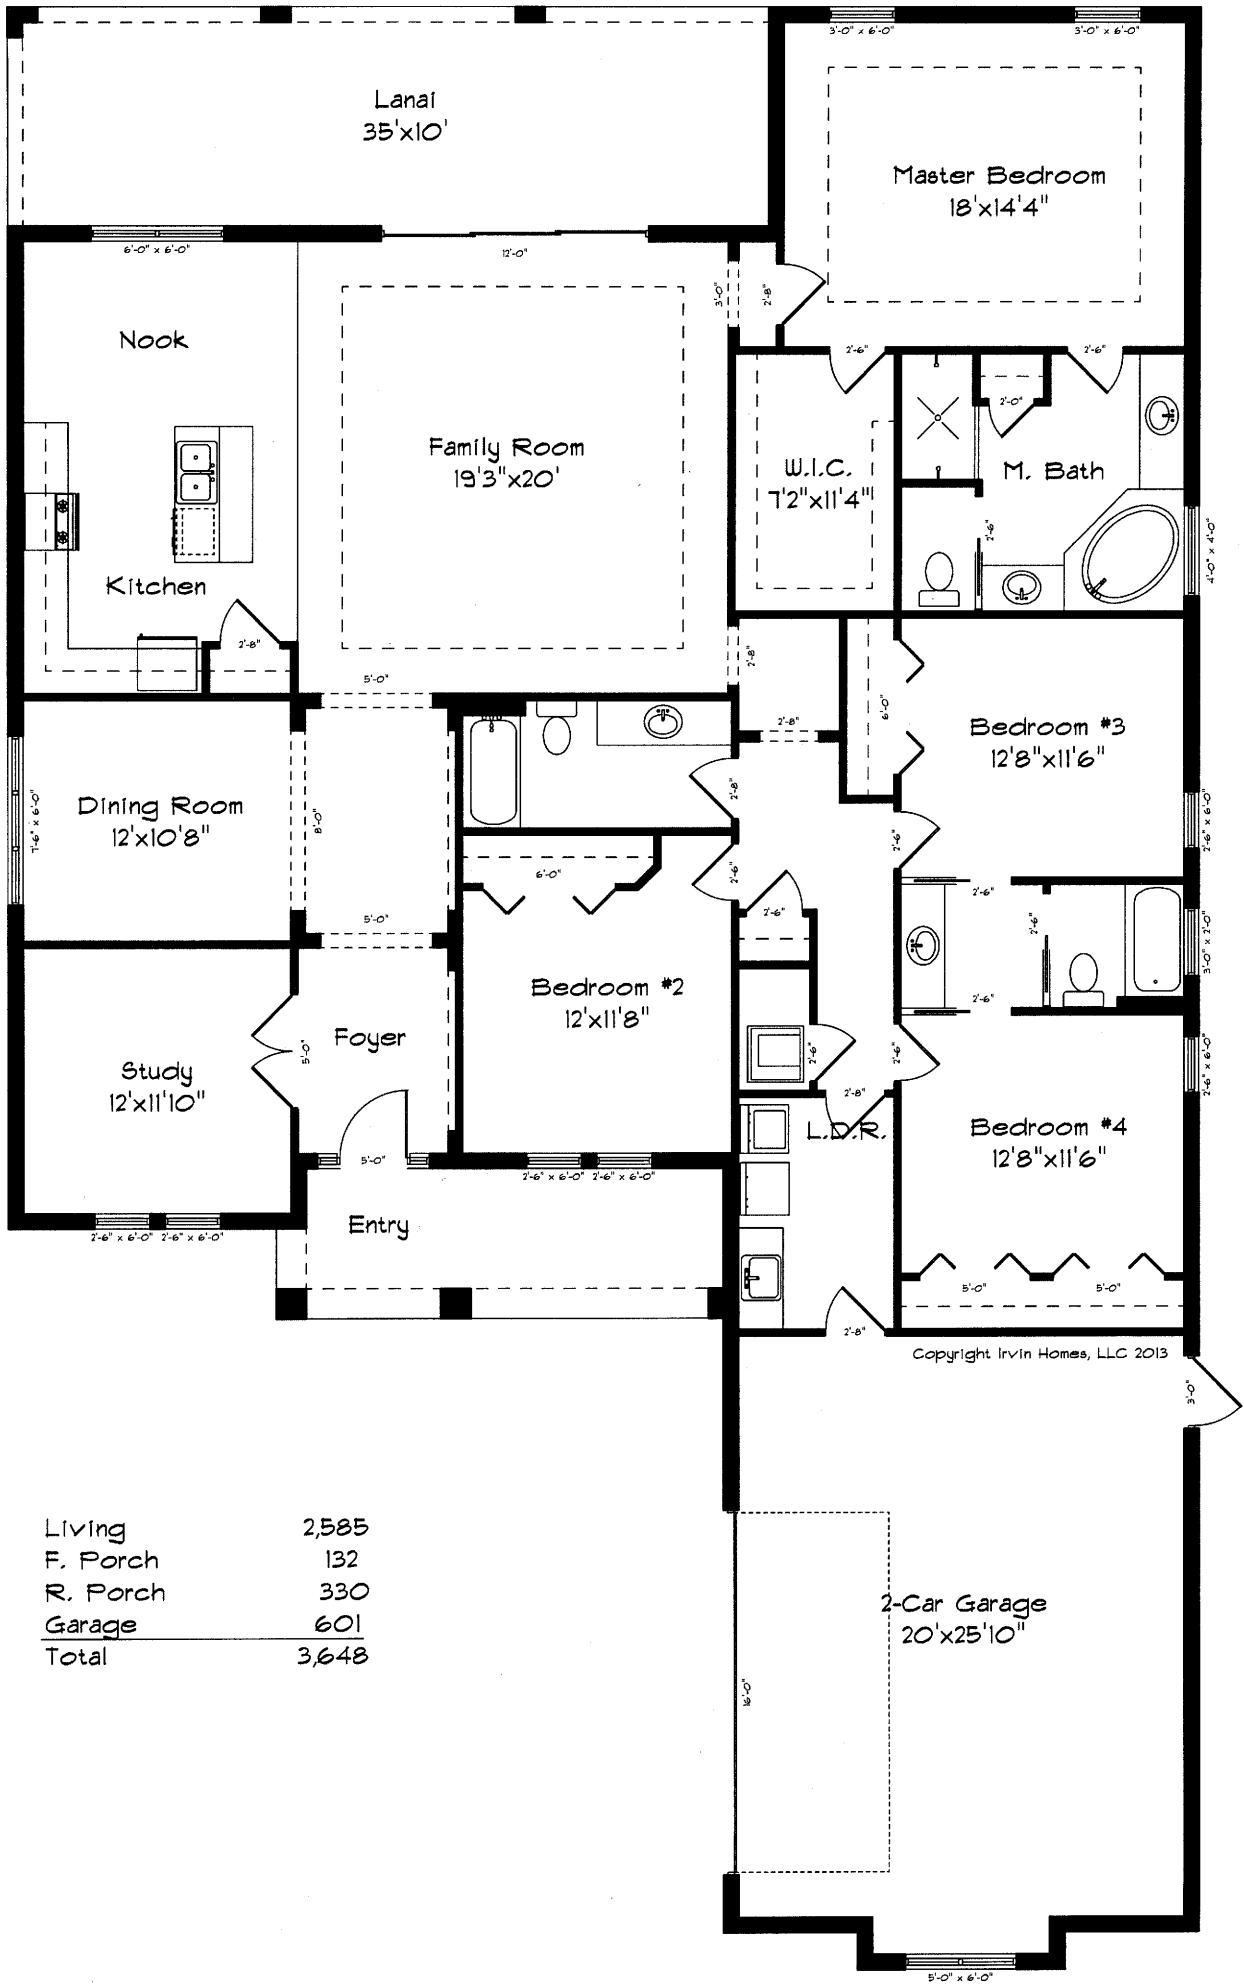 3'-0" x 6'-0"
3'-0" x 6'-0"
Lanai
35'x10'
Master Bedroom
18'x14'4"
6'-0" x 6'-0"
12'-0"
3'-0"
2'-8"
Nook
2'-6"
2'-6"
2'-0"
Family Room
19'3"x20'
W.I.C.
7'2"x11'4"
M. Bath
2'-6"
4'-0" x 4'-0"
Kitchen
2'-8"
5'-0"
2'-8"
6'-0"
2'-8"
Bedroom #3
12'8"x11'6"
Dining Room
12'x10'8"
7'-6" x 6'-0"
8'-0"
2'-8"
2'-6"
2'-6" x 6'-0"
6'-0"
2'-6"
2'-6"
5'-0"
2'-6"
2'-6"
3'-0" x 2'-0"
Bedroom #2
12'x11'8"
2'-6"
Foyer
5'-0"
Study
12'x11'10"
2'-6"
2'-6"
2'-6" x 6'-0"
2'-8"
L.D.R.
Bedroom #4
12'8"x11'6"
5'-0"
2'-6" x 6'-0"
2'-6" x 6'-0"
Entry
2'-6" x 6'-0"
2'-6" x 6'-0"
5'-0"
5'-0"
2'-8"
Copyright Irvin Homes, LLC 2013
3'-0"
Living 2,585
F. Porch 132
R. Porch 330
Garage 601
Total 3,648
2-Car Garage
20'x25'10"
16'-0"
5'-0" x 6'-0"